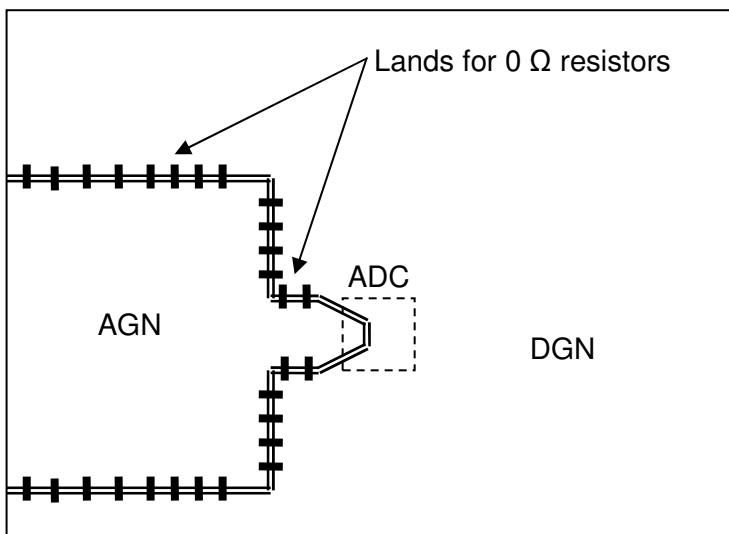 Lands for 0 Ω resistors
ADC
AGN
DGN